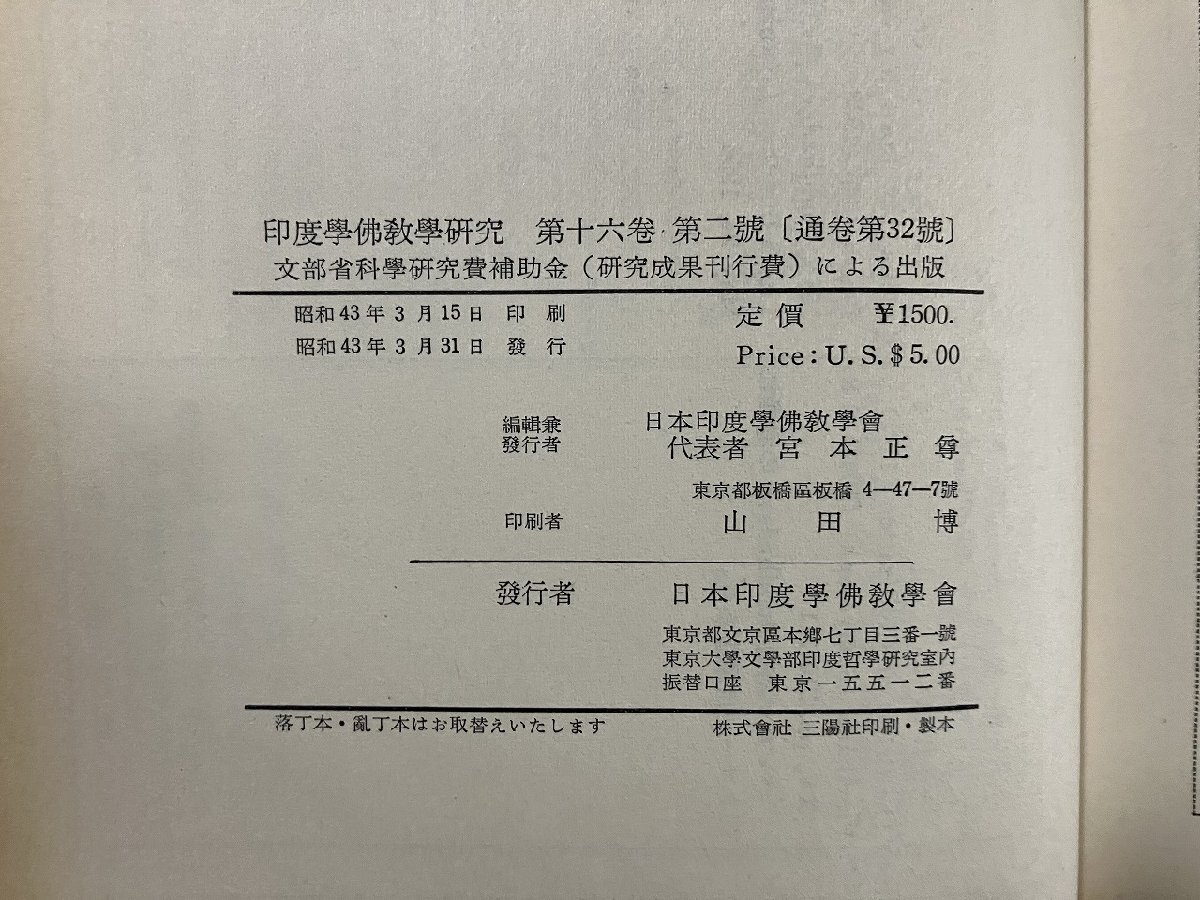 印度學佛敎學研究 第十六卷 第二號〔通卷第32號〕
文部省科學研究費補助金（研究成果刊行費）による出版
昭和43年3月15日 印刷
昭和43年3月31日 發行
定價 ¥1500.
Price: U. S. $ 5.00
編輯兼
發行者
日本印度學佛敎學會
代表者 宮本正尊
東京都板橋區板橋 4—47—7號
印刷者 山田博
發行者 日本印度學佛敎學會
東京都文京區本鄕七丁目三番一號
東京大學文學部印度哲學研究室內
振替口座 東京一五五一二番
落丁本・亂丁本はお取替えいたします
株式會社 三陽社印刷・製本